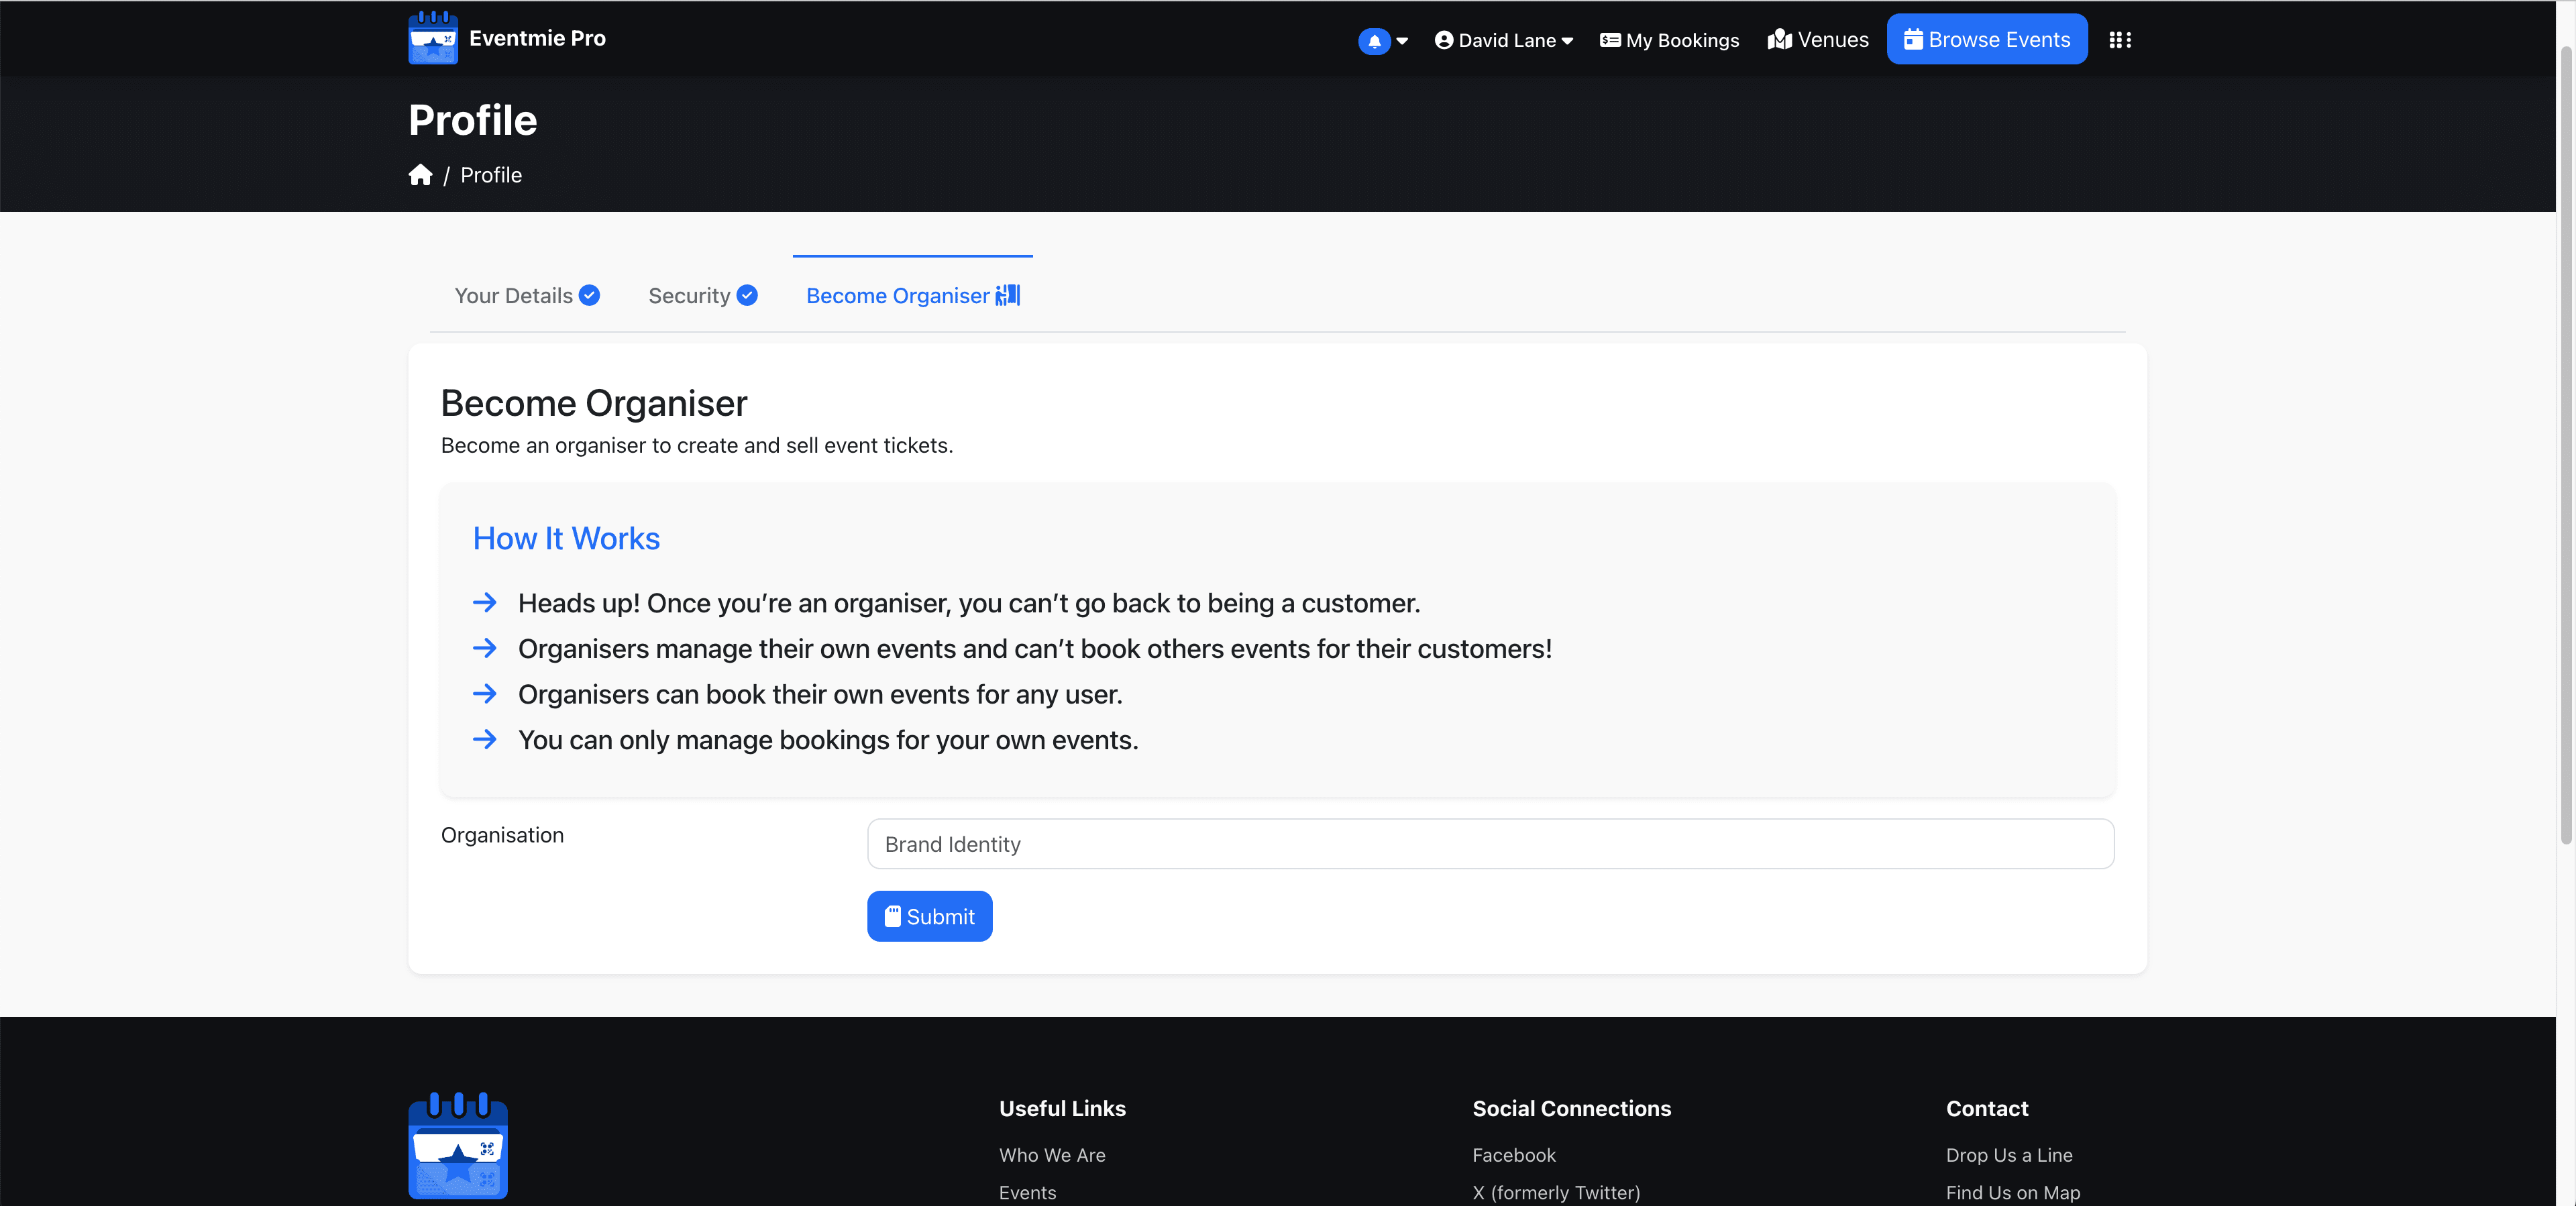 Eventmie Pro
David Lane
My Bookings
Venues
Browse Events
Profile
/ Profile
Your Details
Security
Become Organiser
Become Organiser
Become an organiser to create and sell event tickets.
How It Works
Heads up! Once you’re an organiser, you can’t go back to being a customer.
Organisers manage their own events and can’t book others events for their customers!
Organisers can book their own events for any user.
You can only manage bookings for your own events.
Organisation
Brand Identity
Submit
Useful Links
Who We Are
Events
Social Connections
Facebook
X (formerly Twitter)
Contact
Drop Us a Line
Find Us on Map